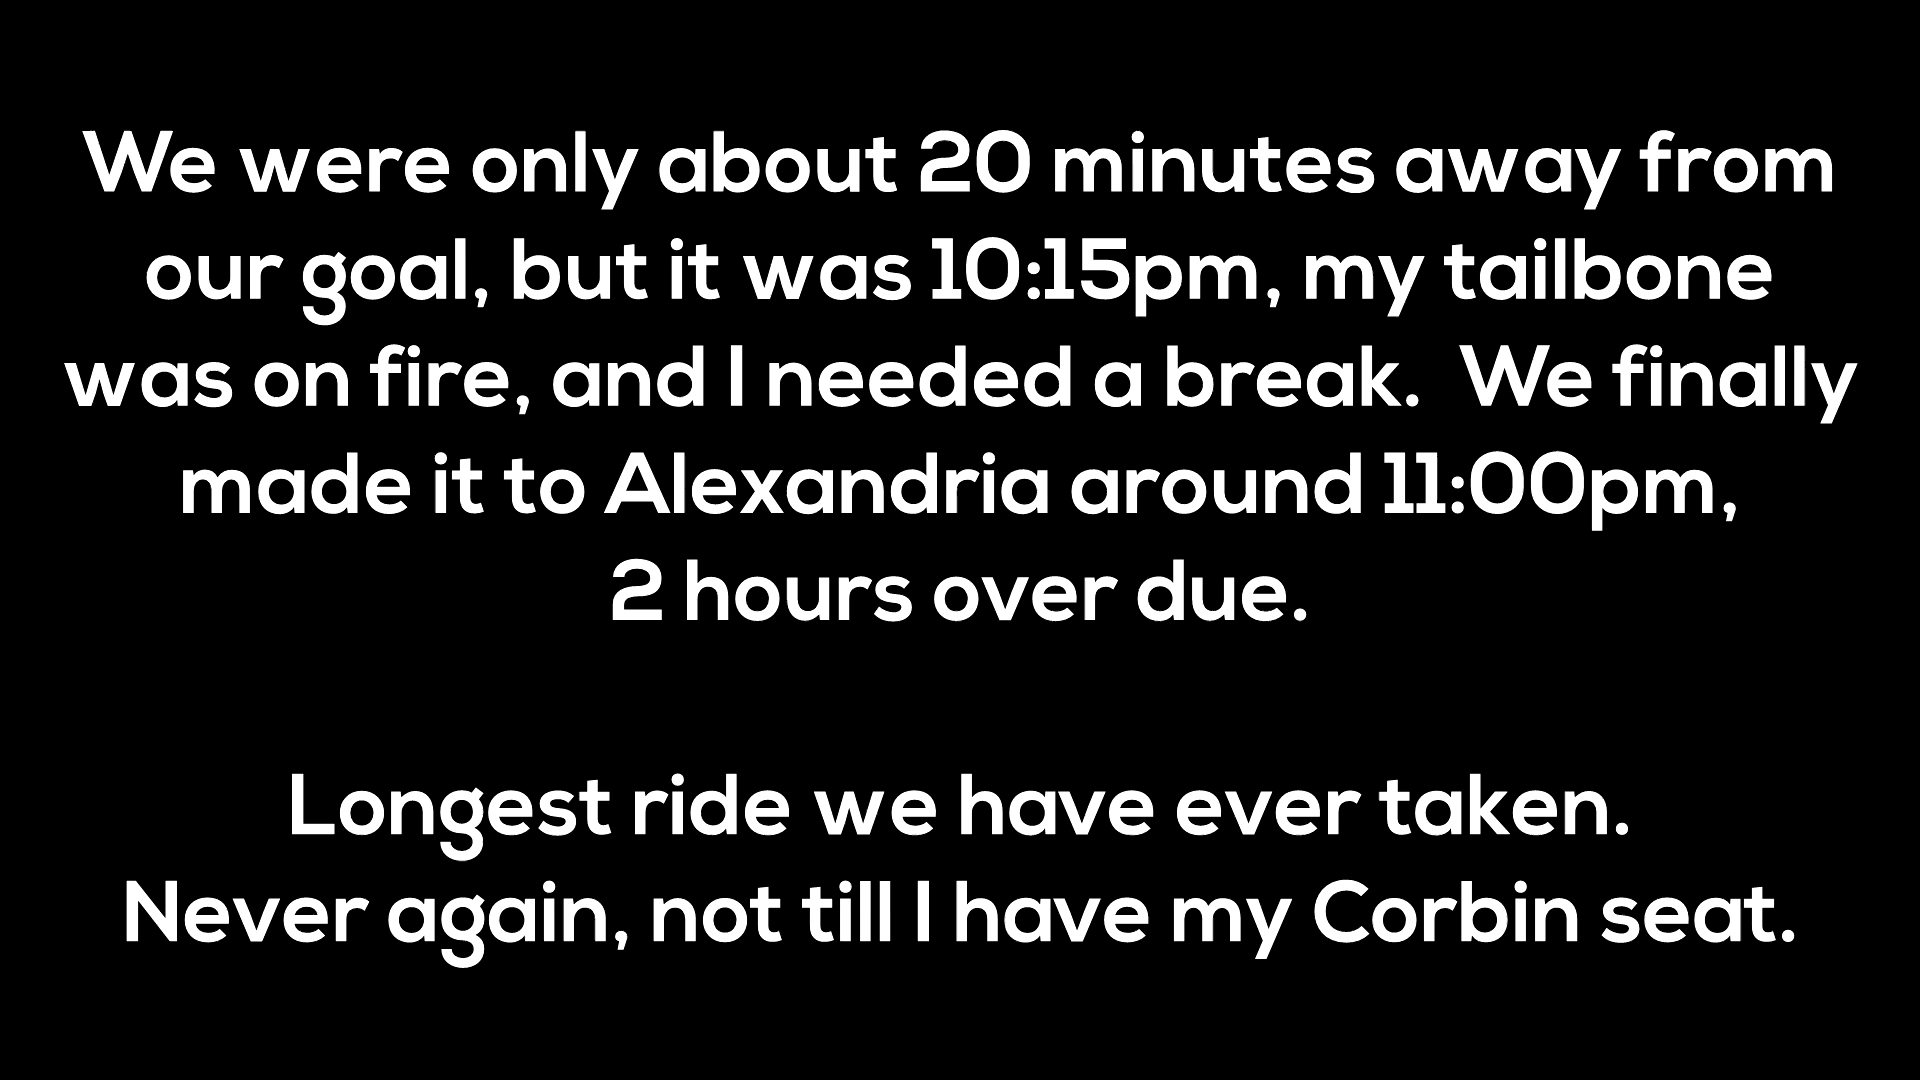 We were only about 20 minutes away from
our goal, but it was 10:15pm, my tailbone
was on fire, and I needed a break.  We finally
made it to Alexandria around 11:00pm,
2 hours over due.
Longest ride we have ever taken.
Never again, not till I have my Corbin seat.